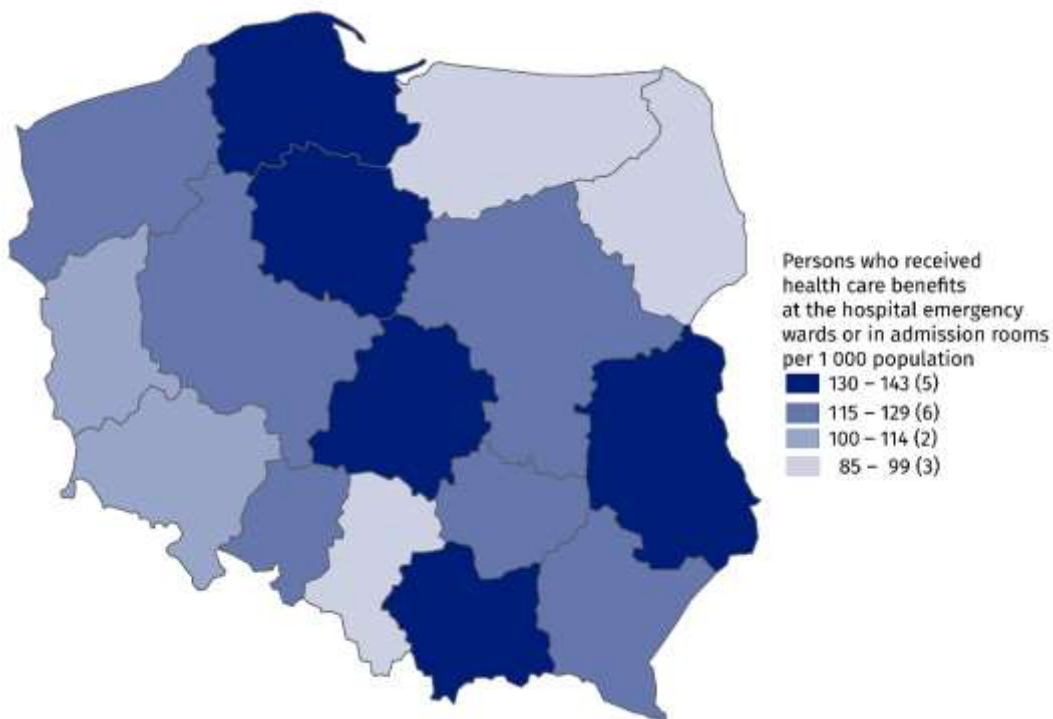 Persons who received
health care benefits
at the hospital emergency
wards or in admission rooms
per 1 000 population
130 – 143 (5)
115 – 129 (6)
100 – 114 (2)
85 – 99 (3)